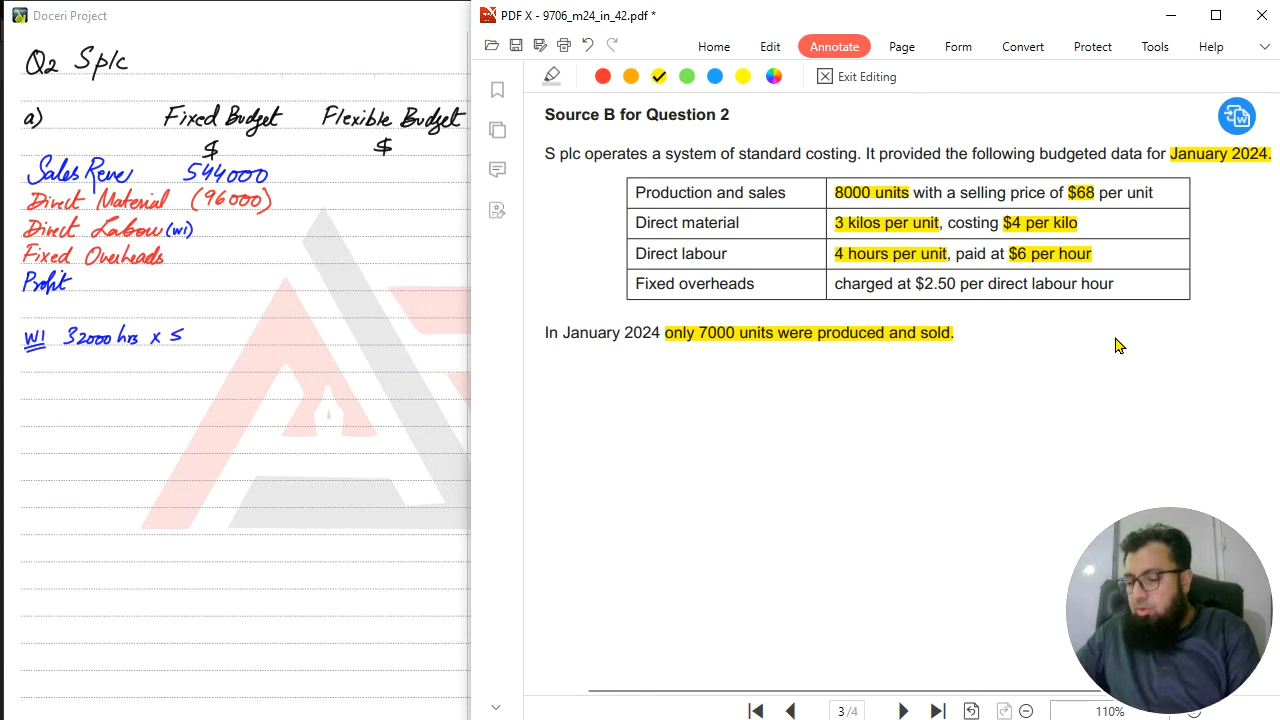 Doceri Project
Q2 Splc
a) Fixed Budget Flexible Budget
$ $
Sales Reve 544000
Direct Material (96000)
Direct Labour (W1)
Fixed Overheads
Profit
W1 32000 hrs x 5
PDF X - 9706_m24_in_42.pdf *
Home Edit Annotate Page Form Convert Protect Tools Help
Exit Editing
Source B for Question 2
S plc operates a system of standard costing. It provided the following budgeted data for January 2024.
Production and sales 8000 units with a selling price of $68 per unit
Direct material 3 kilos per unit, costing $4 per kilo
Direct labour 4 hours per unit, paid at $6 per hour
Fixed overheads charged at $2.50 per direct labour hour
In January 2024 only 7000 units were produced and sold.
3/4 110%